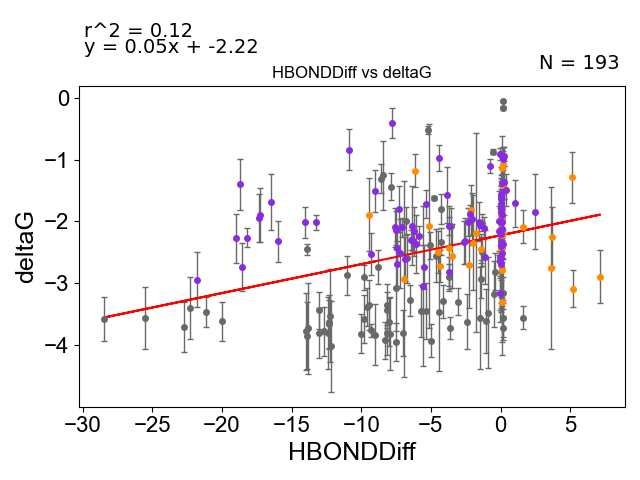 r^2 = 0.12
y = 0.05x + -2.22
N = 193
HBONDDiff vs deltaG
0
−1
−2
−3
−4
deltaG
−30 −25 −20 −15 −10 −5 0 5
HBONDDiff